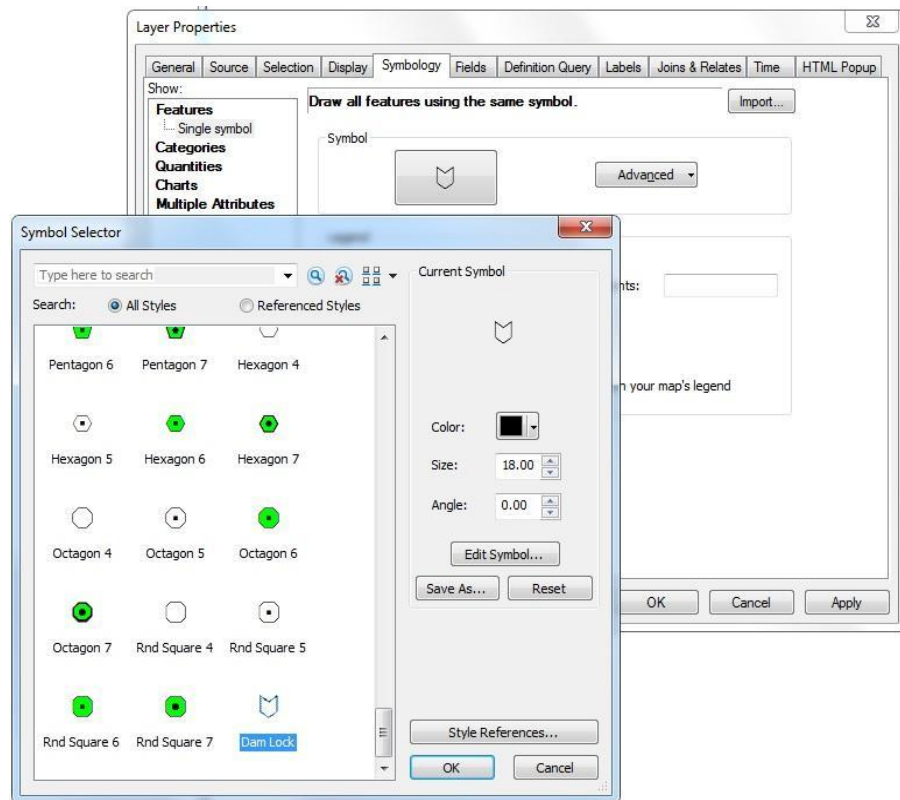 Layer Properties
General Source Selection Display Symbology Fields Definition Query Labels Joins & Relates Time HTML Popup
Show:
Features
Single symbol
Categories
Quantities
Charts
Multiple Attributes
Draw all features using the same symbol.
Import...
Symbol
Advanced
nts:
n your map's legend
OK Cancel Apply
Symbol Selector
Type here to search
Search: All Styles Referenced Styles
Pentagon 6 Pentagon 7 Hexagon 4
Hexagon 5 Hexagon 6 Hexagon 7
Octagon 4 Octagon 5 Octagon 6
Octagon 7 Rnd Square 4 Rnd Square 5
Rnd Square 6 Rnd Square 7 Dam Lock
Current Symbol
Color:
Size: 18.00
Angle: 0.00
Edit Symbol...
Save As... Reset
Style References...
OK Cancel